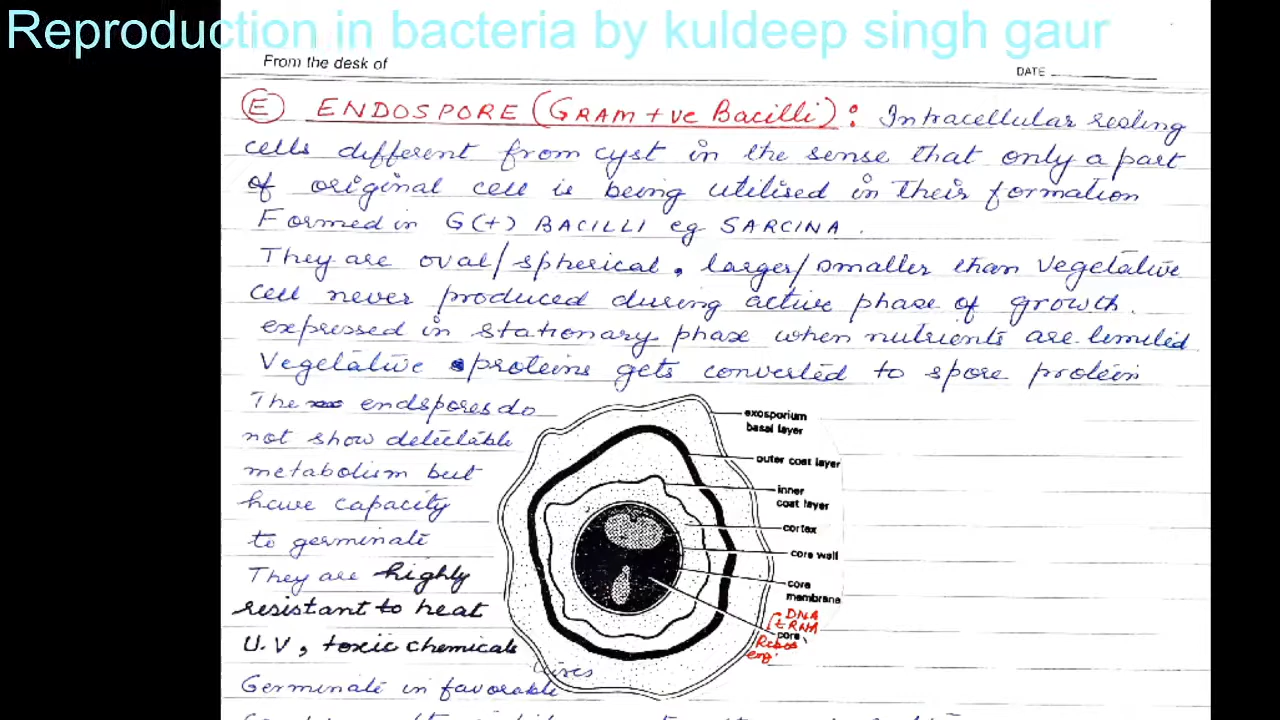 Reproduction in bacteria by kuldeep singh gaur
From the desk of
DATE
E ENDOSPORE (GRAM +ve Bacilli): Intracellular resting
cells different from cyst in the sense that only a part
of original cell is being utilised in their formation
Formed in G(+) BACILLI eg SARCINA.
They are oval/spherical, larger/smaller than vegetative
cell never produced during active phase of growth.
expressed in stationary phase when nutrients are limited
Vegetative proteins gets converted to spore protein
The endspores do
not show detectable
metabolism but
have capacity
to germinate
They are highly
resistant to heat
U.V, toxic chemicals
Germinate in favorable
exosporium
basal layer
outer coat layer
inner
coat layer
cortex
core wall
core
membrane
DNA
t RNA
core
Ribos
eng.